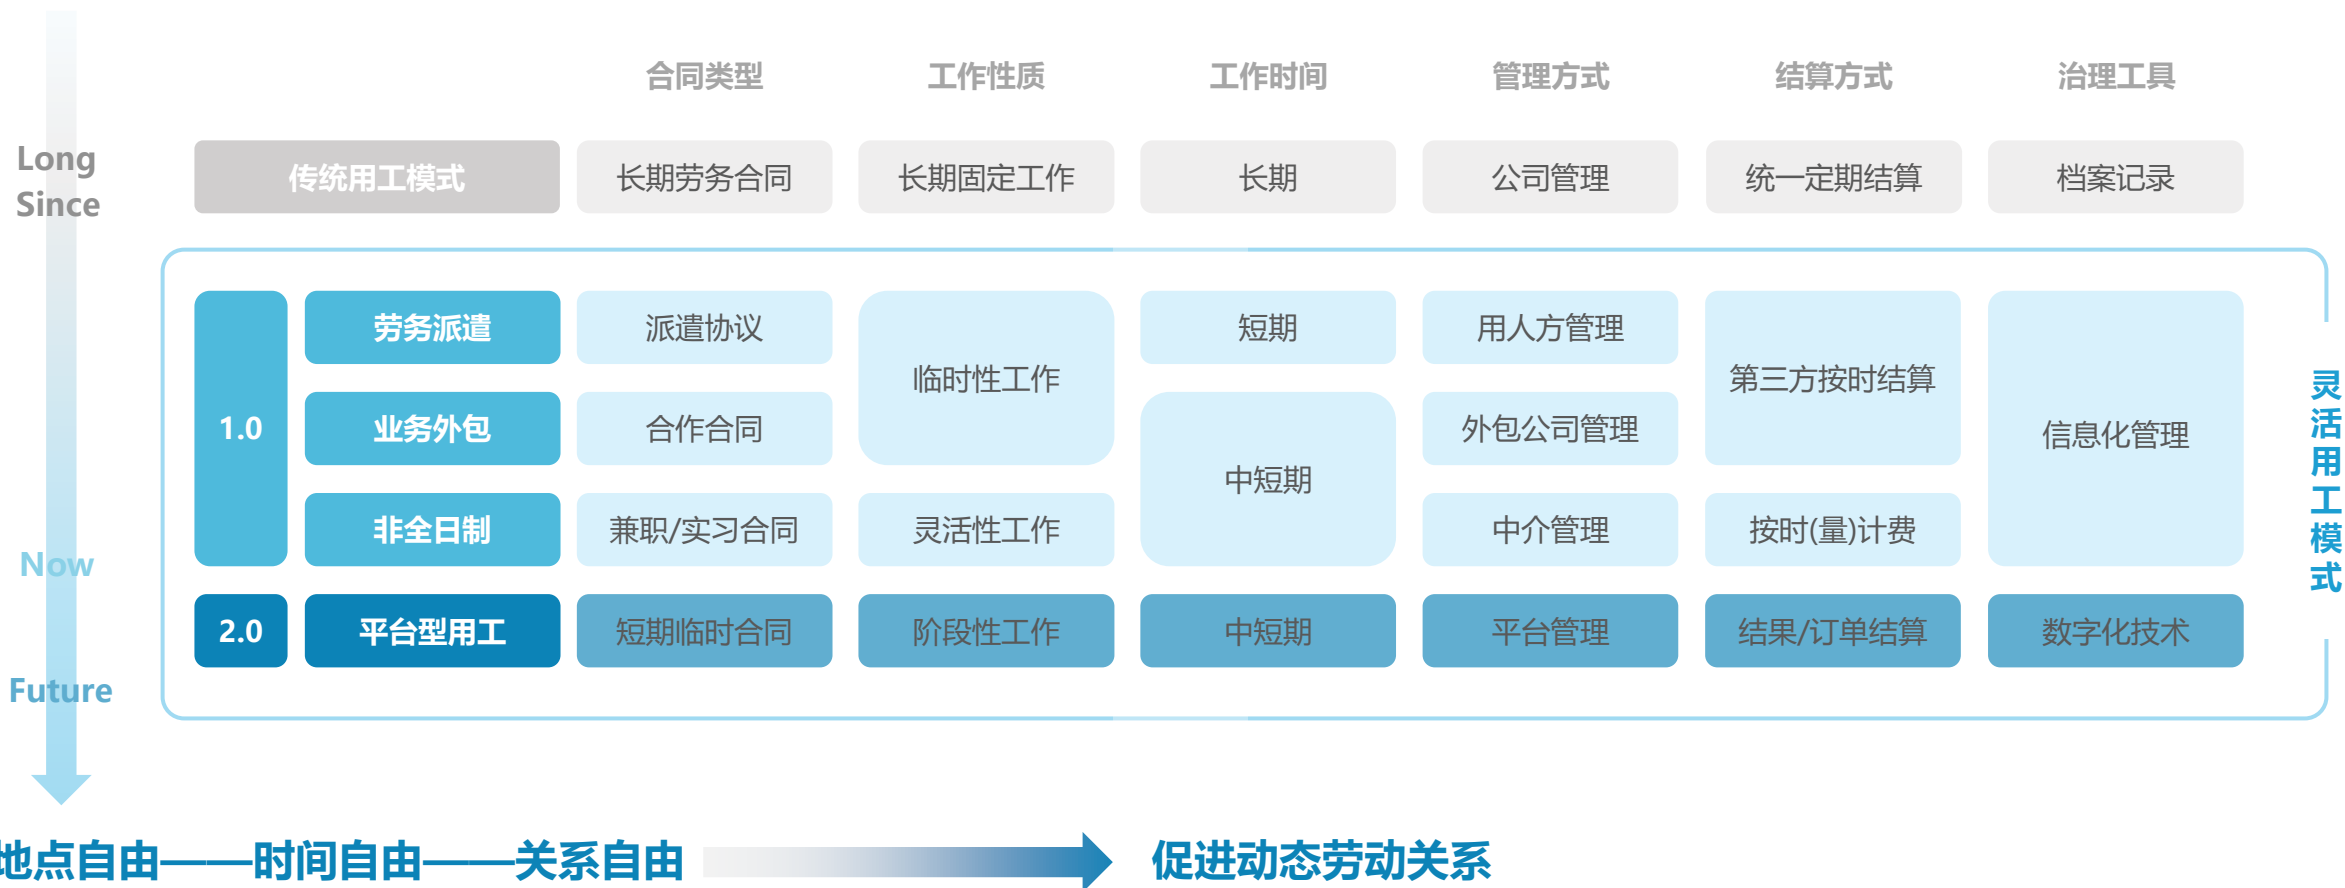 合同类型 工作性质 工作时间 管理方式 结算方式 治理工具
Long
Since
传统用工模式 长期劳务合同 长期固定工作 长期 公司管理 统一定期结算 档案记录
1.0
劳务派遣 派遣协议 临时性工作 短期 用人方管理 第三方按时结算 信息化管理
业务外包 合作合同 中短期 外包公司管理
非全日制 兼职/实习合同 灵活性工作 中介管理 按时(量)计费
Now
2.0 平台型用工 短期临时合同 阶段性工作 中短期 平台管理 结果/订单结算 数字化技术
Future
灵活用工模式
地点自由——时间自由——关系自由 促进动态劳动关系